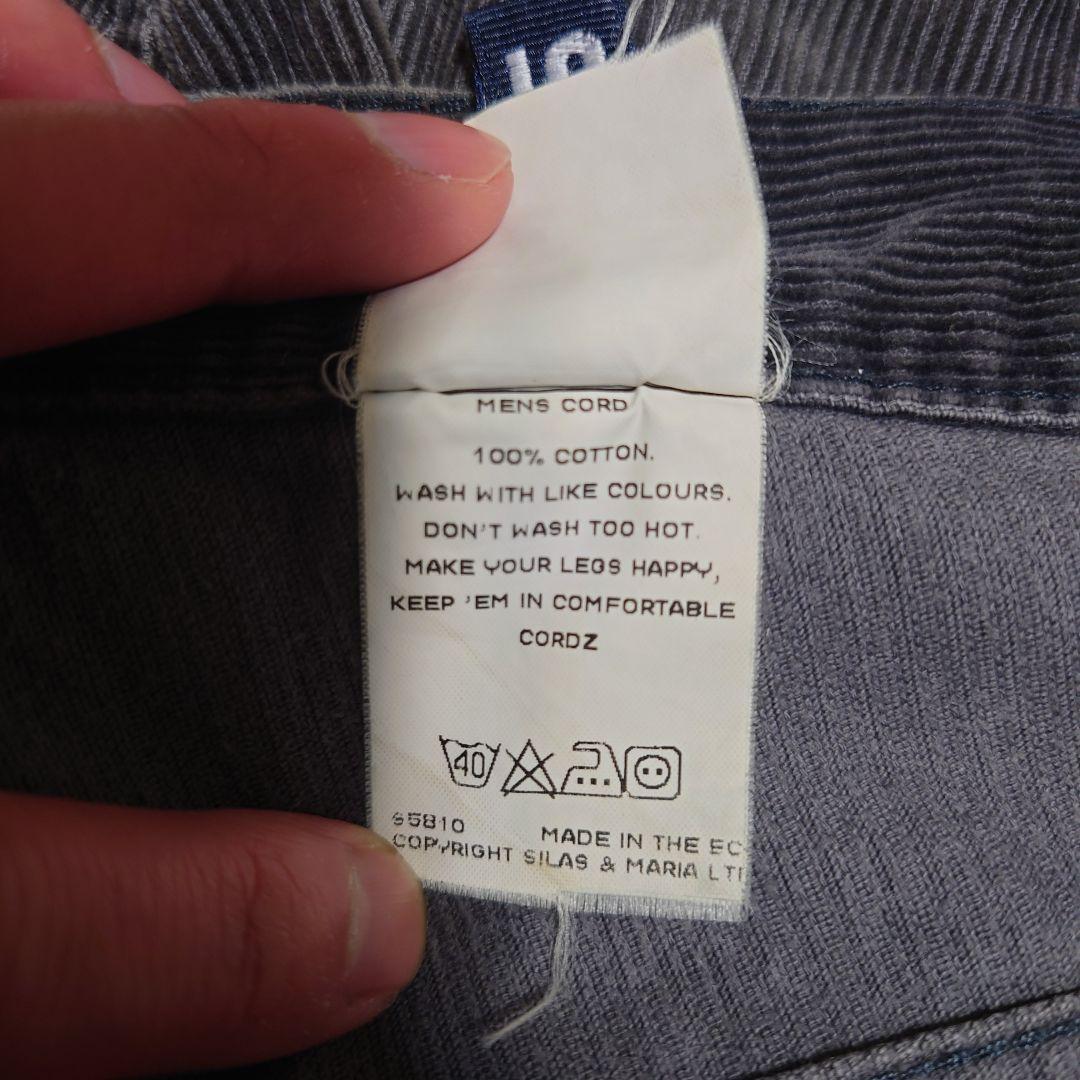 MENS CORD
100% COTTON.
WASH WITH LIKE COLOURS.
DON'T WASH TOO HOT.
MAKE YOUR LEGS HAPPY,
KEEP 'EM IN COMFORTABLE
CORDZ
40
S5810 MADE IN THE EC
COPYRIGHT SILAS & MARIA LT